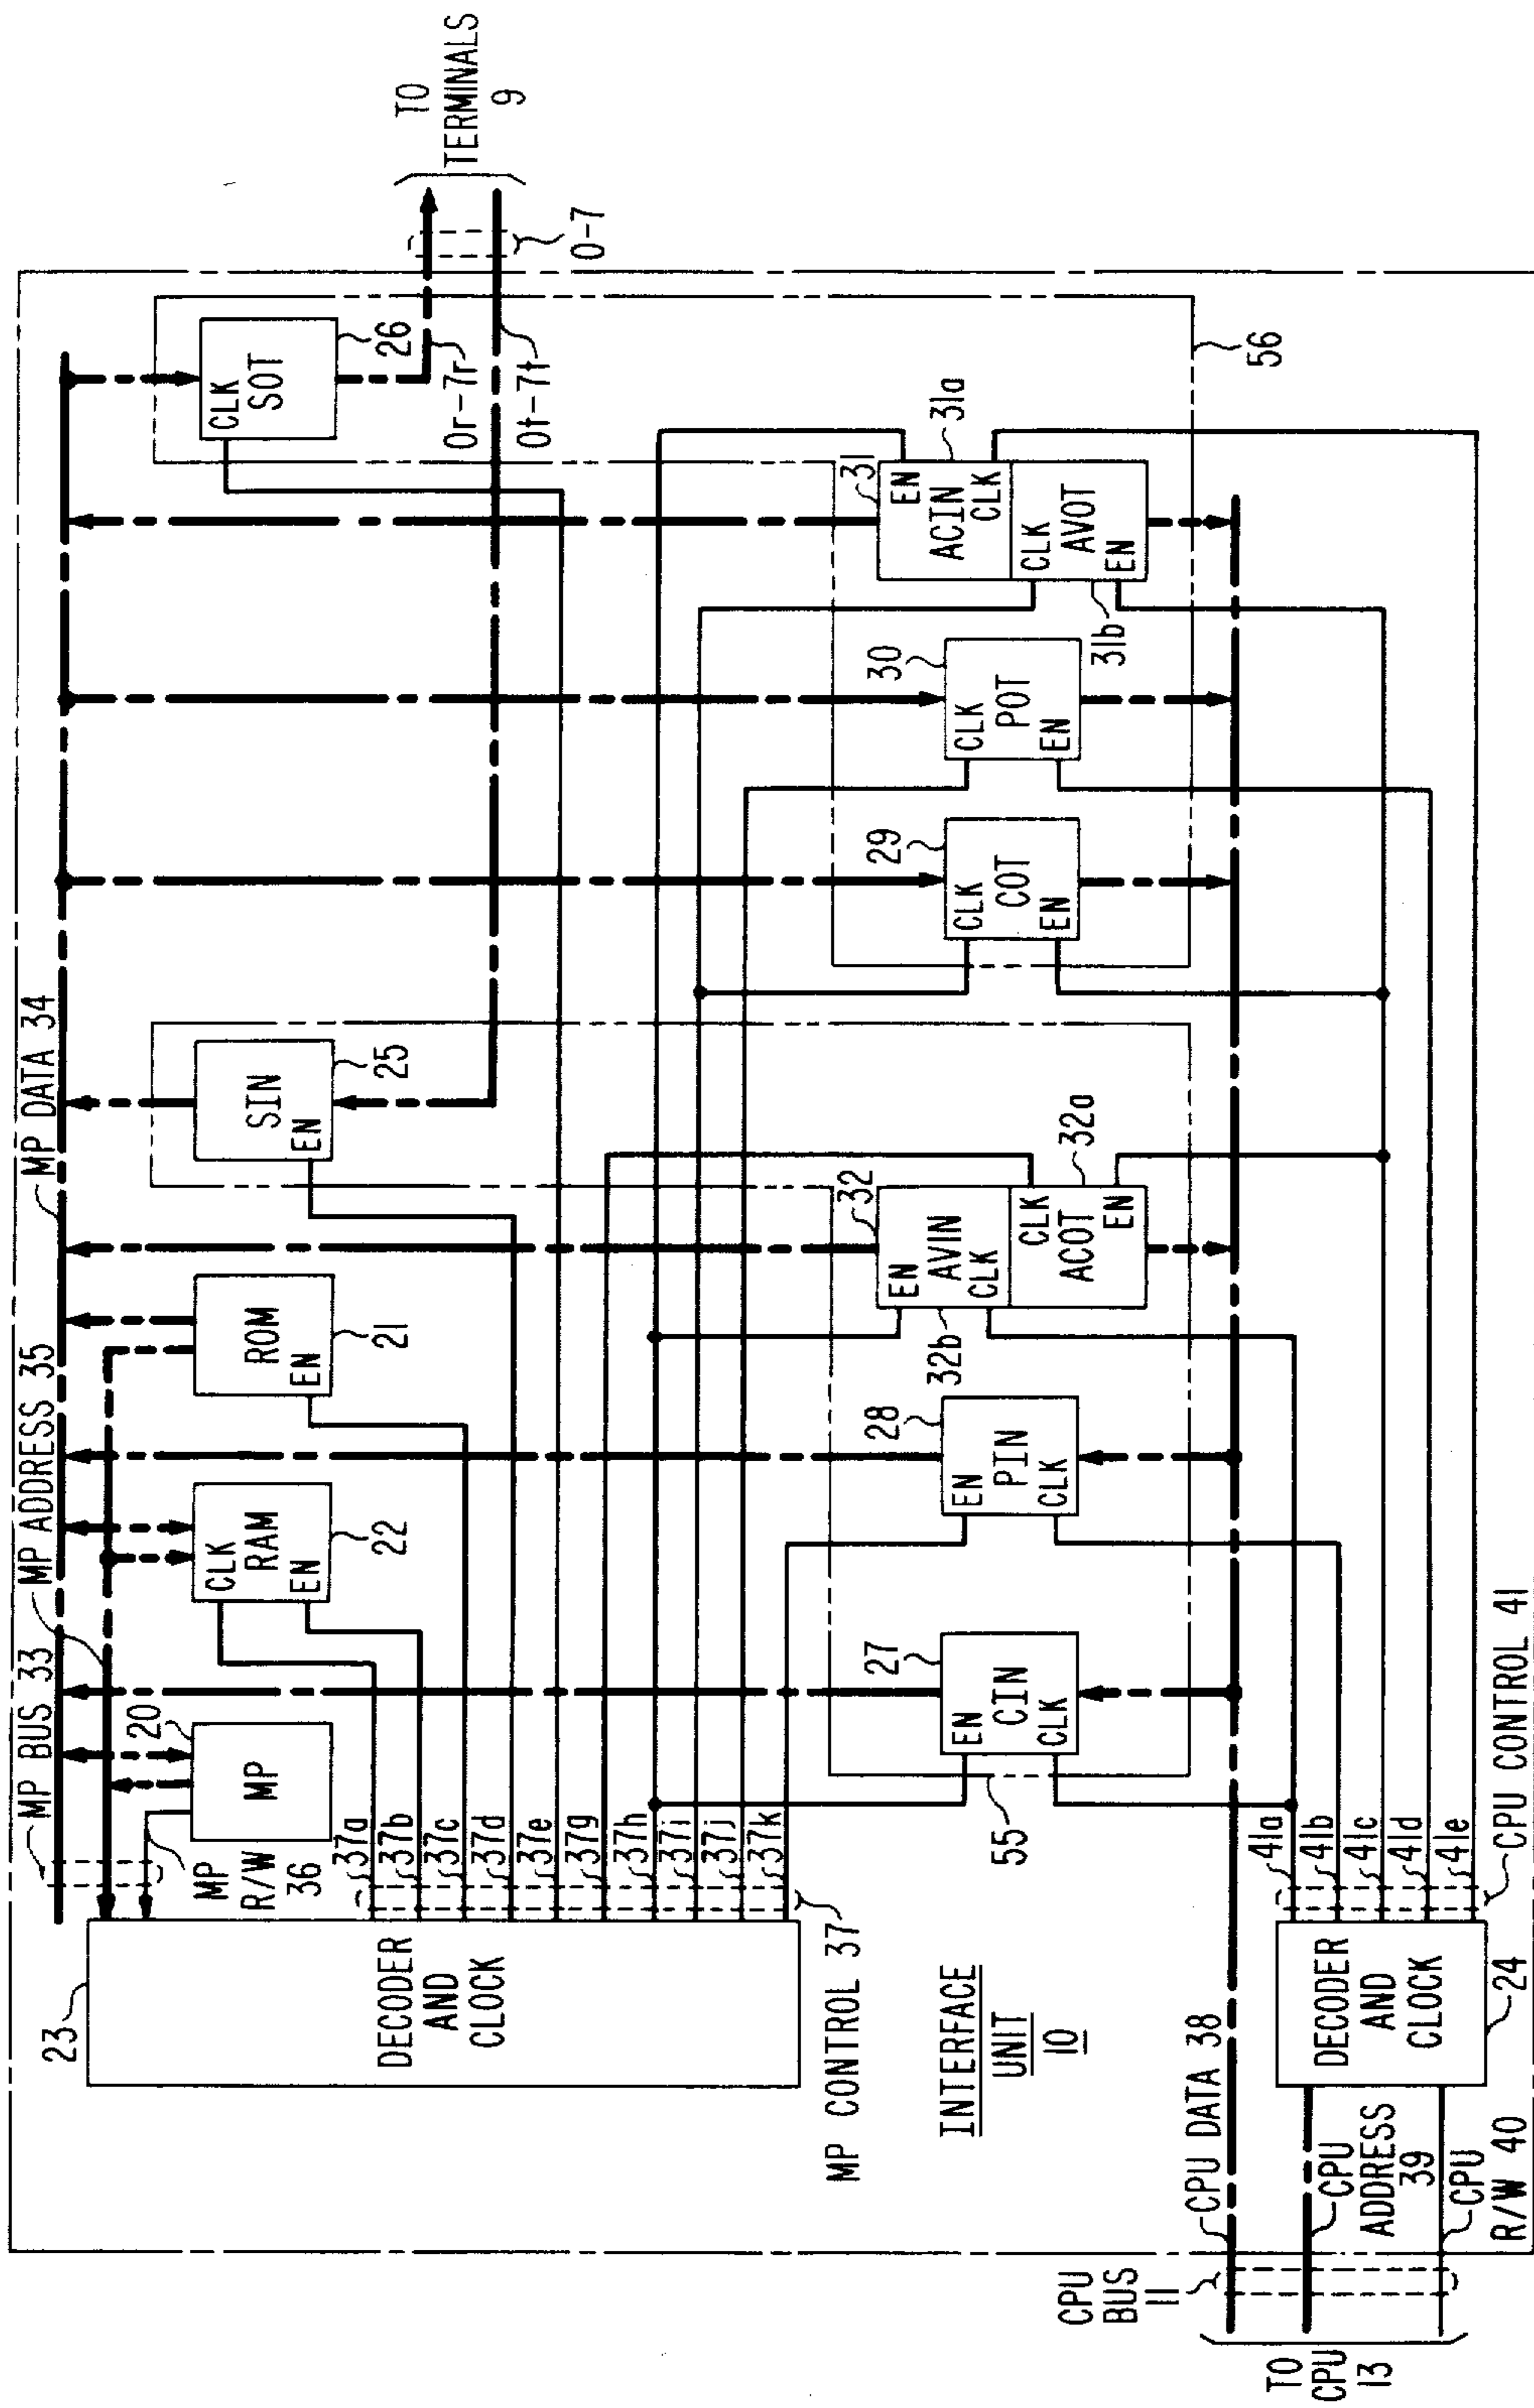 MP BUS 33
MP ADDRESS 35
MP DATA 34
23
DECODER
AND
CLOCK
MP
R/W
36
20
MP
CLK
RAM
EN
22
ROM
EN
21
SIN
EN
25
CLK
SOT
26
TO
TERMINALS
9
0r-7r
0t-7t
0-7
37a
37b
37c
37d
37e
37g
37h
37i
37j
37k
MP CONTROL 37
INTERFACE
UNIT
10
55
EN
CIN
CLK
27
EN
PIN
CLK
28
32
EN
AVIN
CLK
32b
CLK
ACOT
EN
32a
CLK
COT
EN
29
CLK
POT
EN
30
31
EN
ACIN
CLK
31a
CLK
AVOT
EN
31b
56
CPU
BUS
11
TO
CPU
13
CPU DATA 38
CPU
ADDRESS
39
CPU
R/W 40
DECODER
AND
CLOCK
24
41a
41b
41c
41d
41e
CPU CONTROL 41